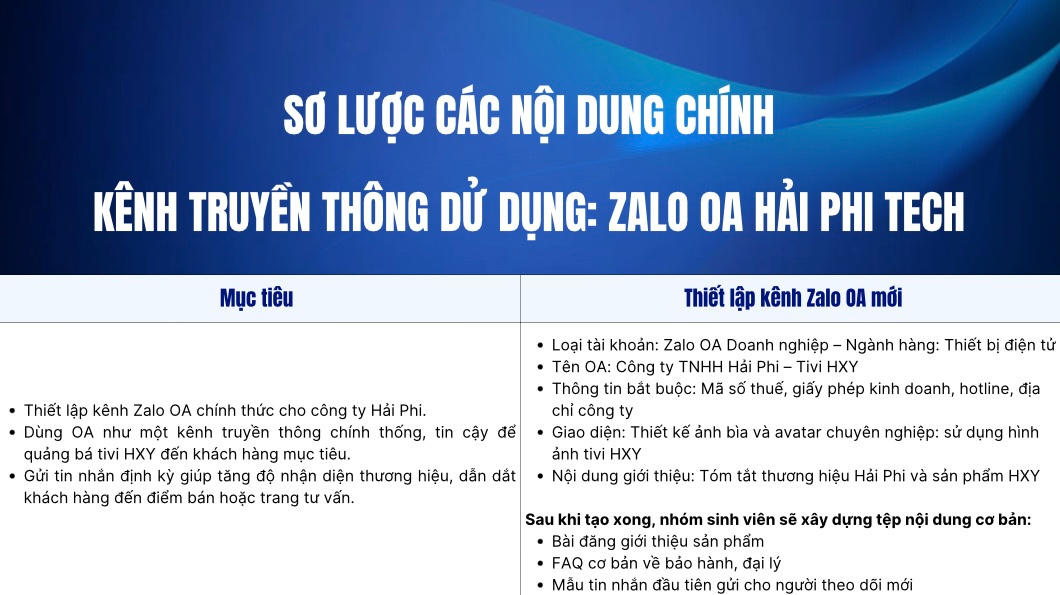 SƠ LƯỢC CÁC NỘI DUNG CHÍNH
KÊNH TRUYỀN THÔNG DỬ DỤNG: ZALO OA HẢI PHI TECH
Mục tiêu
• Thiết lập kênh Zalo OA chính thức cho công ty Hải Phi.
• Dùng OA như một kênh truyền thông chính thống, tin cậy để
quảng bá tivi HXY đến khách hàng mục tiêu.
• Gửi tin nhắn định kỳ giúp tăng độ nhận diện thương hiệu, dẫn dắt
khách hàng đến điểm bán hoặc trang tư vấn.
Thiết lập kênh Zalo OA mới
• Loại tài khoản: Zalo OA Doanh nghiệp – Ngành hàng: Thiết bị điện tử
• Tên OA: Công ty TNHH Hải Phi – Tivi HXY
• Thông tin bắt buộc: Mã số thuế, giấy phép kinh doanh, hotline, địa
chỉ công ty
• Giao diện: Thiết kế ảnh bìa và avatar chuyên nghiệp: sử dụng hình
ảnh tivi HXY
• Nội dung giới thiệu: Tóm tắt thương hiệu Hải Phi và sản phẩm HXY
Sau khi tạo xong, nhóm sinh viên sẽ xây dựng tệp nội dung cơ bản:
• Bài đăng giới thiệu sản phẩm
• FAQ cơ bản về bảo hành, đại lý
• Mẫu tin nhắn đầu tiên gửi cho người theo dõi mới